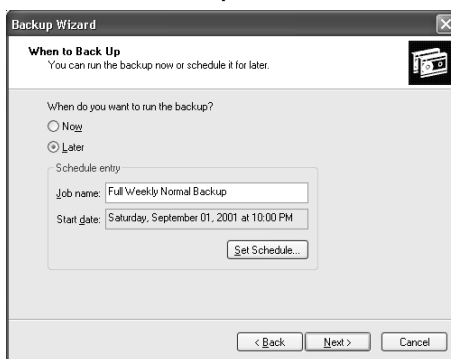 Backup Wizard
When to Back Up
You can run the backup now or schedule it for later.
When do you want to run the backup?
Now
Later
Schedule entry
Job name: Full Weekly Normal Backup
Start date: Saturday, September 01, 2001 at 10:00 PM
Set Schedule...
< Back Next > Cancel